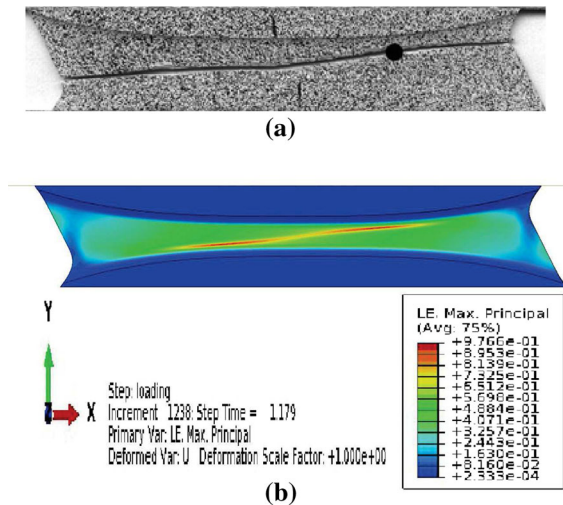 (a)
Y
X
Step: loading
Increment 1238: Step Time = 1.179
Primary Var: LE. Max. Principal
Deformed Var: U Deformation Scale Factor: +1.000e+00
LE. Max. Principal
(Avg: 75%)
+9.766e-01
+8.953e-01
+8.139e-01
+7.325e-01
+6.512e-01
+5.698e-01
+4.884e-01
+4.071e-01
+3.257e-01
+2.443e-01
+1.630e-01
+8.160e-02
+2.333e-04
(b)